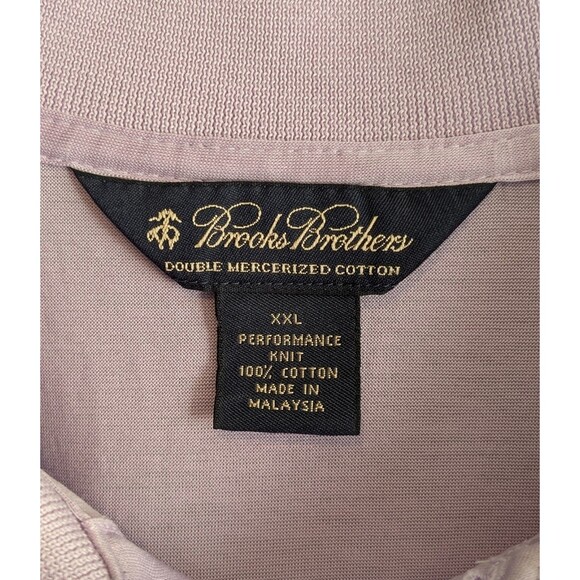 Brooks Brothers
DOUBLE MERCERIZED COTTON
XXL
PERFORMANCE
KNIT
100% COTTON
MADE IN
MALAYSIA